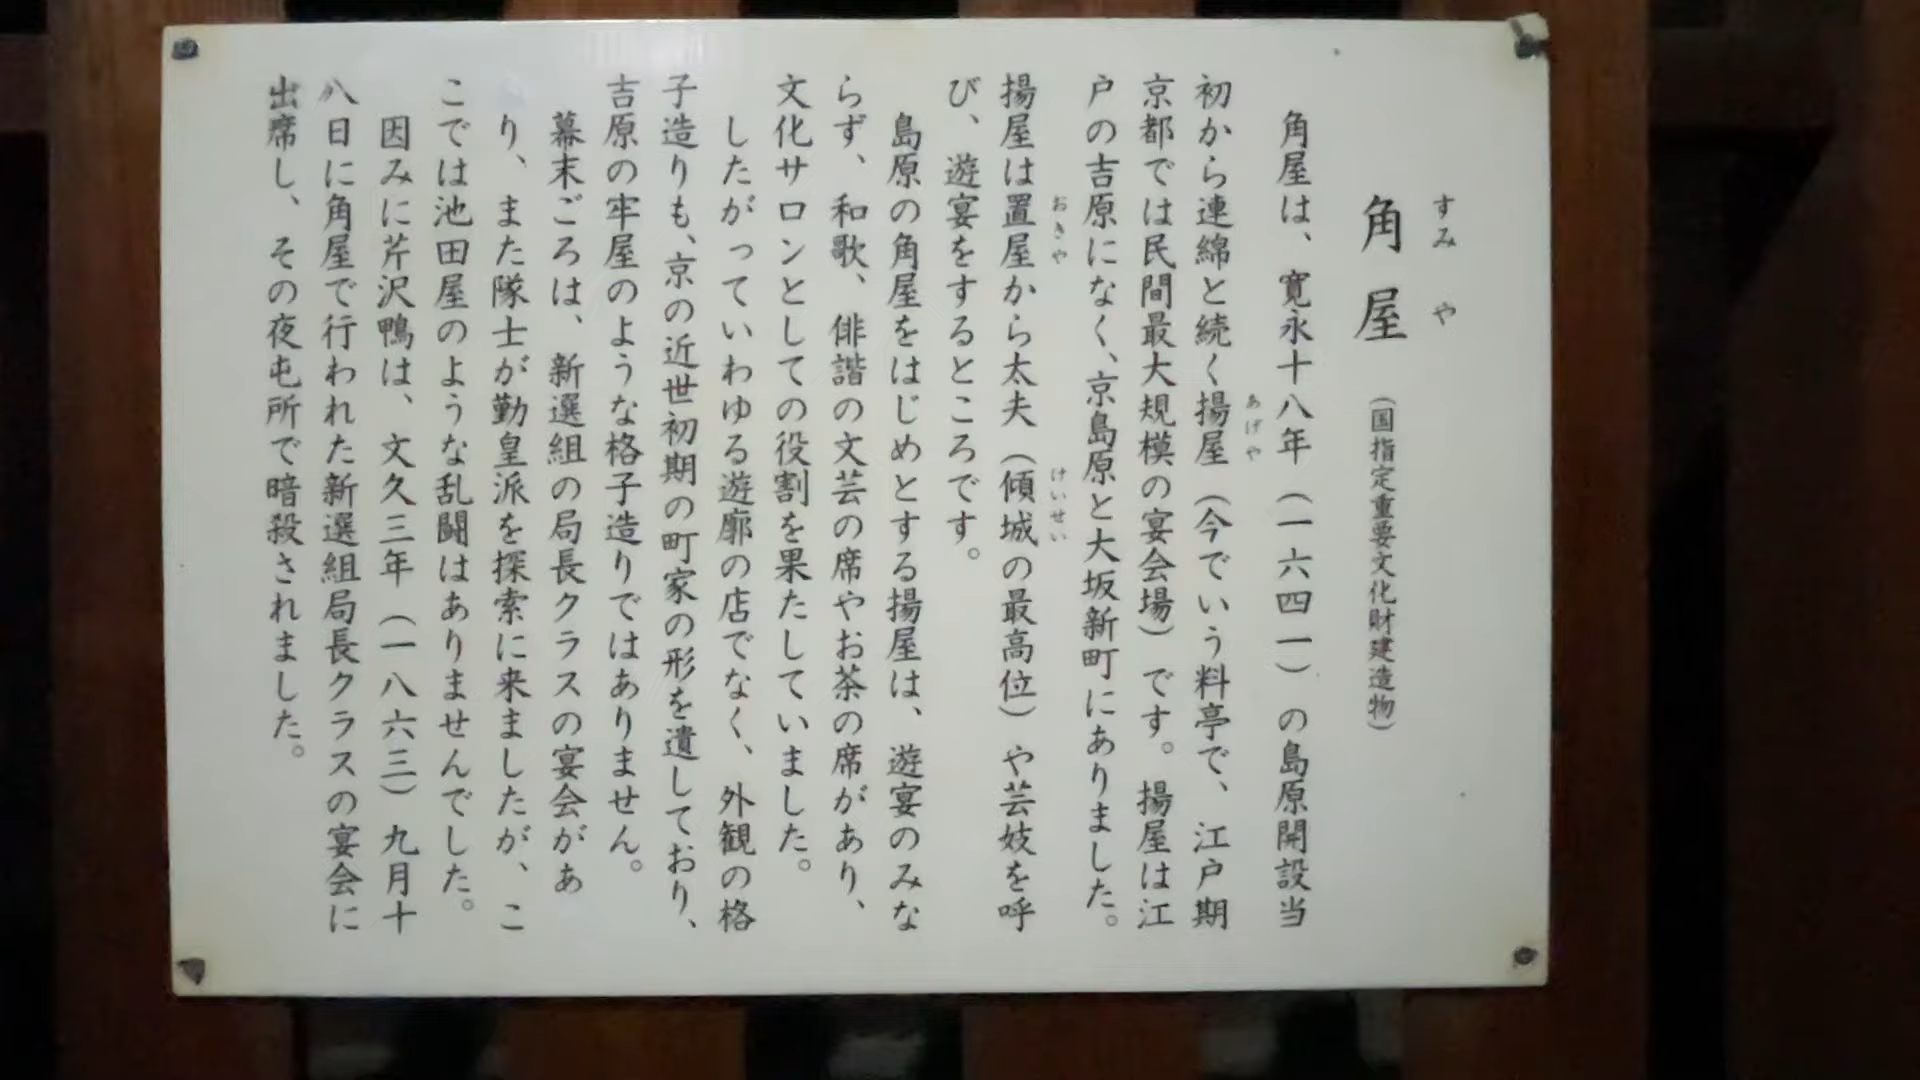 角屋（国指定重要文化財建造物）
すみや
角屋は、寛永十八年（一六四一）の島原開設当
初から連綿と続く揚屋（今でいう料亭で、江戸期
あげや
京都では民間最大規模の宴会場）です。揚屋は江
戸の吉原になく、京島原と大坂新町にありました。
揚屋は置屋から太夫（傾城の最高位）や芸妓を呼
おきや
けいせい
び、遊宴をするところです。
島原の角屋をはじめとする揚屋は、遊宴のみな
らず、和歌、俳諧の文芸の席やお茶の席があり、
文化サロンとしての役割を果たしていました。
したがっていわゆる遊廓の店でなく、外観の格
子造りも、京の近世初期の町家の形を遺しており、
吉原の牢屋のような格子造りではありません。
幕末ごろは、新選組の局長クラスの宴会があ
り、また隊士が勤皇派を探索に来ましたが、こ
こでは池田屋のような乱闘はありませんでした。
因みに芹沢鴨は、文久三年（一八六三）九月十
八日に角屋で行われた新選組局長クラスの宴会に
出席し、その夜屯所で暗殺されました。